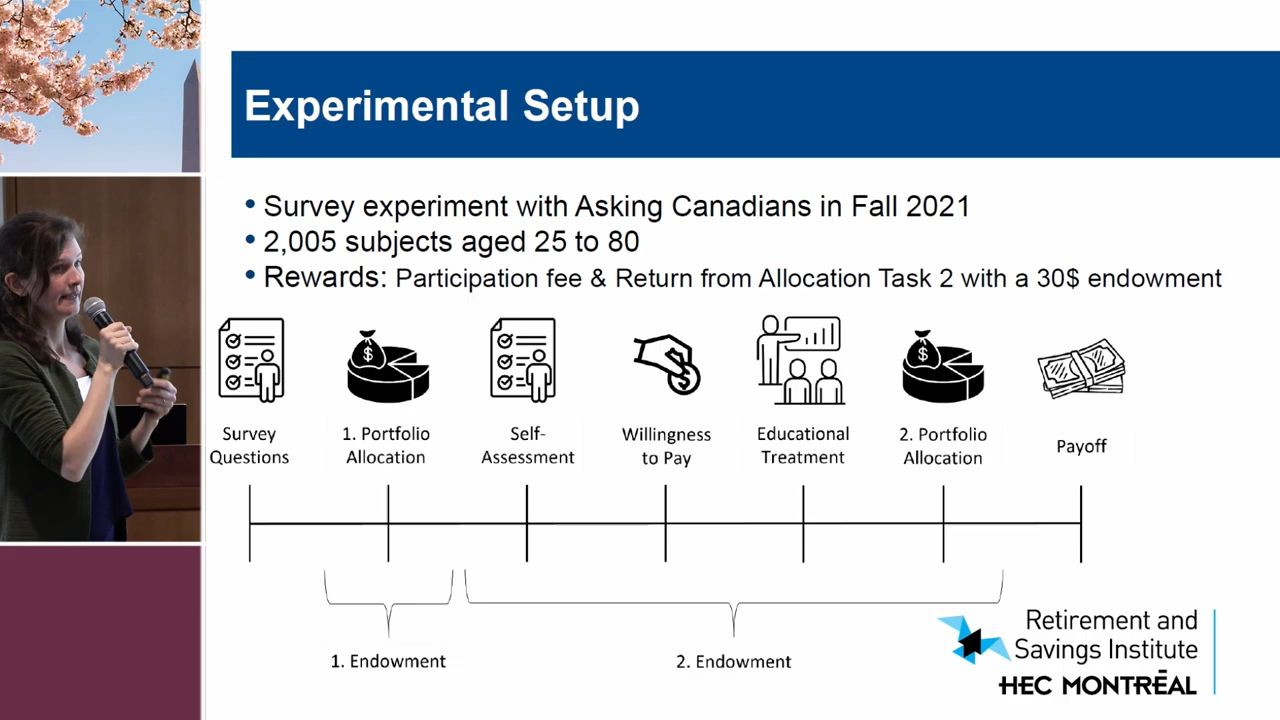 Experimental Setup
• Survey experiment with Asking Canadians in Fall 2021
• 2,005 subjects aged 25 to 80
• Rewards: Participation fee & Return from Allocation Task 2 with a 30$ endowment
Survey
Questions
1. Portfolio
Allocation
Self-
Assessment
Willingness
to Pay
Educational
Treatment
2. Portfolio
Allocation
Payoff
1. Endowment
2. Endowment
Retirement and
Savings Institute
HEC MONTRÉAL